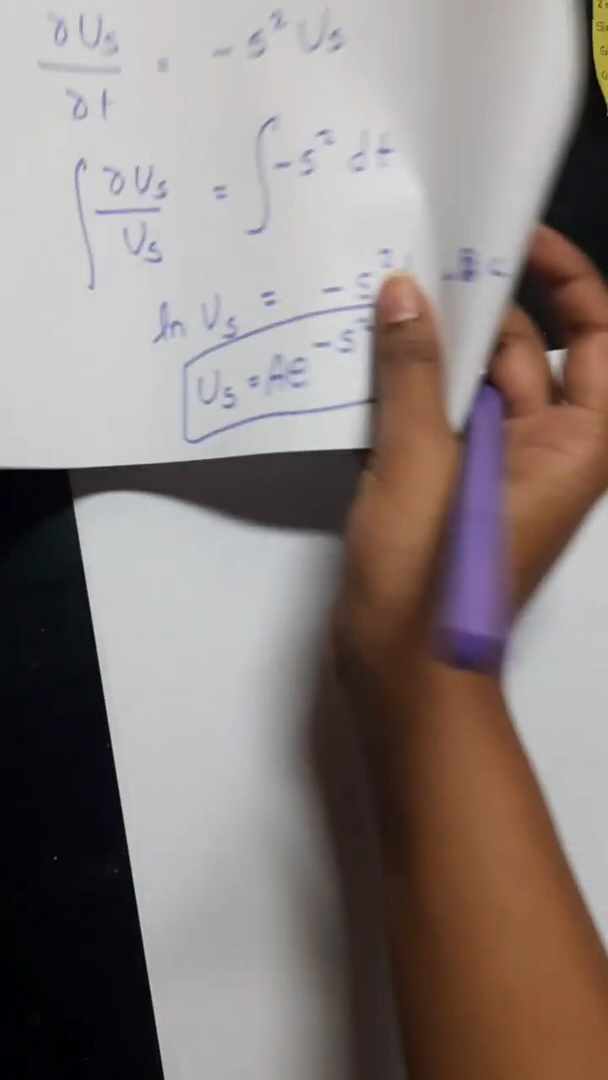 ∂Us/∂t = -s² Us
∫ ∂Us/Us = ∫ -s² dt
ln Us = -s²
Us = Ae^-s²